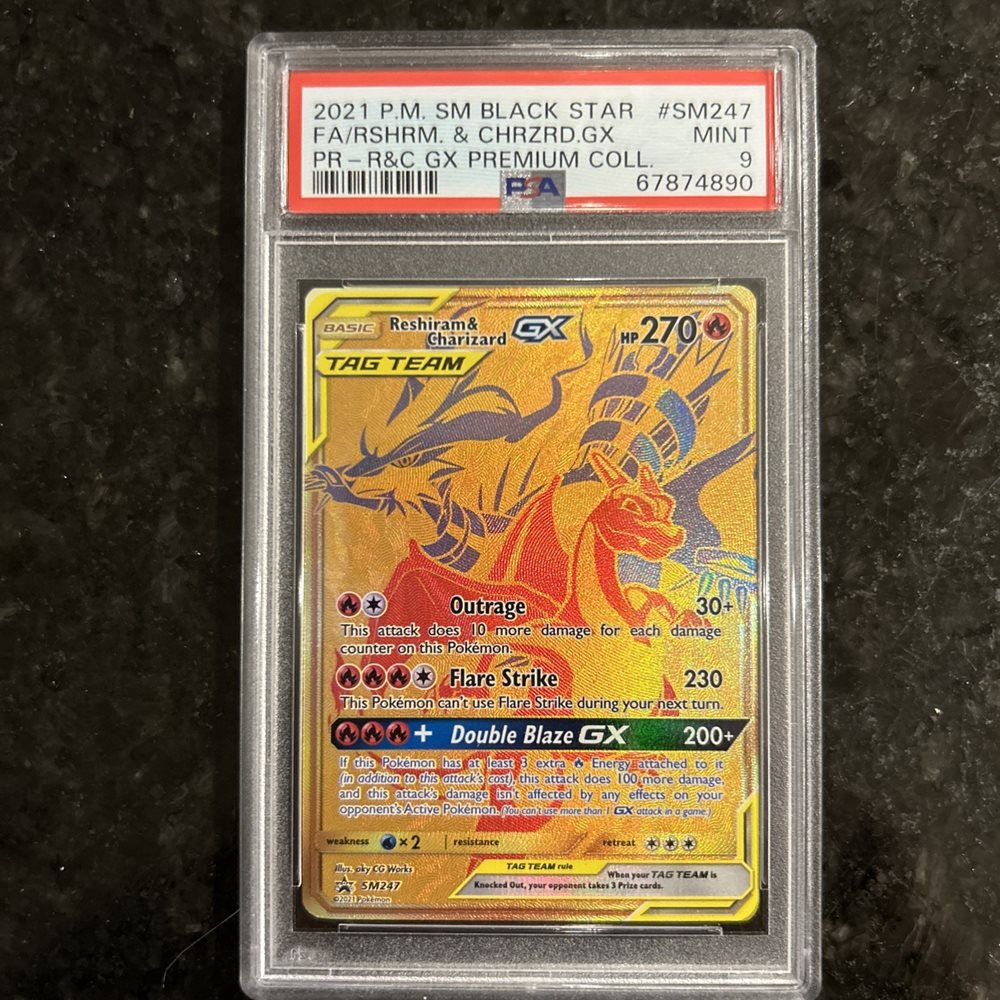 2021 P.M. SM BLACK STAR #SM247
FA/RSHRM. & CHRZRD.GX MINT
PR-R&C GX PREMIUM COLL. 9
PSA 67874890
BASIC Reshiram& Charizard GX HP 270
TAG TEAM
Outrage 30+
This attack does 10 more damage for each damage
counter on this Pokémon.
Flare Strike 230
This Pokémon can't use Flare Strike during your next turn.
+ Double Blaze GX 200+
If this Pokémon has at least 3 extra Energy attached to it
(in addition to this attack's cost), this attack does 100 more damage,
and this attack's damage isn't affected by any effects on your
opponent's Active Pokémon. (You can't use more than 1 GX attack in a game.)
weakness ×2 resistance retreat
Illus. aky CG Works
TAG TEAM rule When your TAG TEAM is
Knocked Out, your opponent takes 3 Prize cards.
SM247
©2021 Pokémon